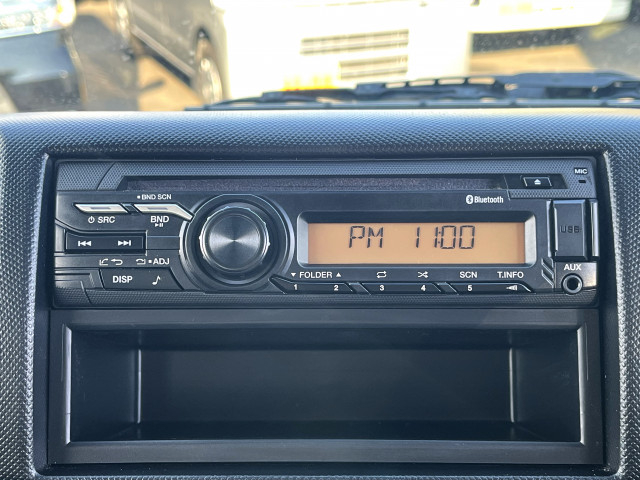 MIC
• BND SCN
Bluetooth
SRC
BND
PM 11:00
USB
• ADJ
DISP
▼ FOLDER ▲
SCN
T.INFO
AUX
1 2 3 4 5